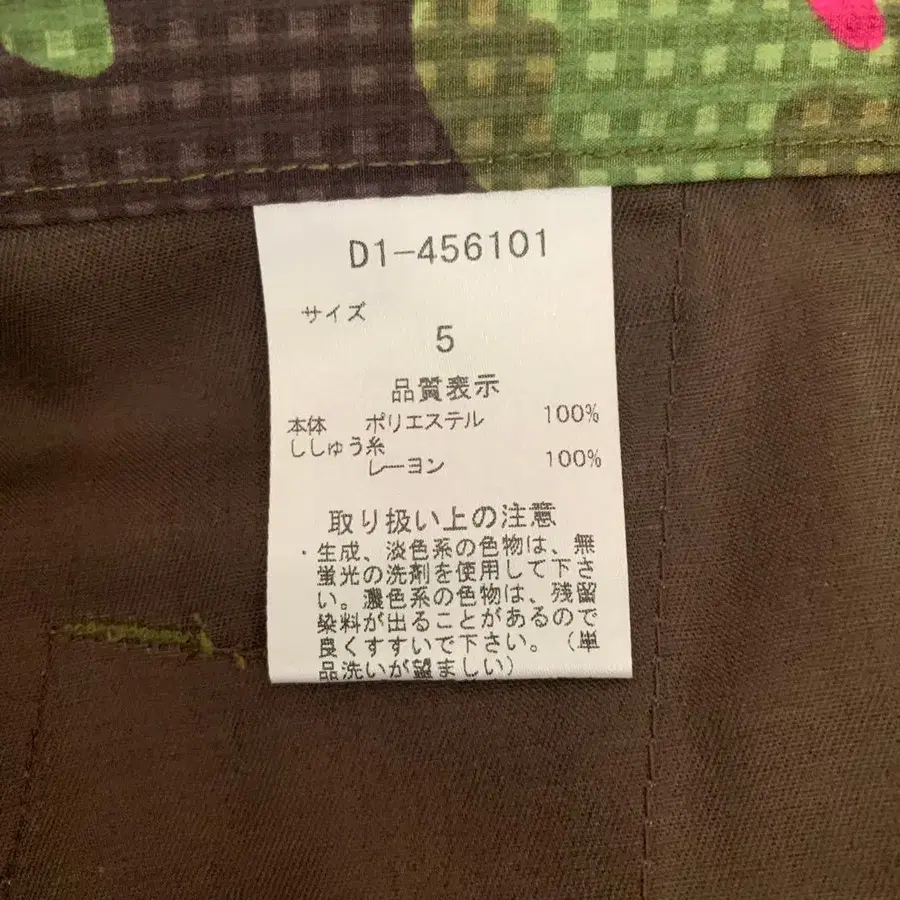 D1-456101
サイズ
5
品質表示
本体 ポリエステル 100%
ししゅう糸
レーヨン 100%
取り扱い上の注意
・生成、淡色系の色物は、無
蛍光の洗剤を使用して下さ
い。濃色系の色物は、残留
染料が出ることがあるので
良くすすいで下さい。（単
品洗いが望ましい）